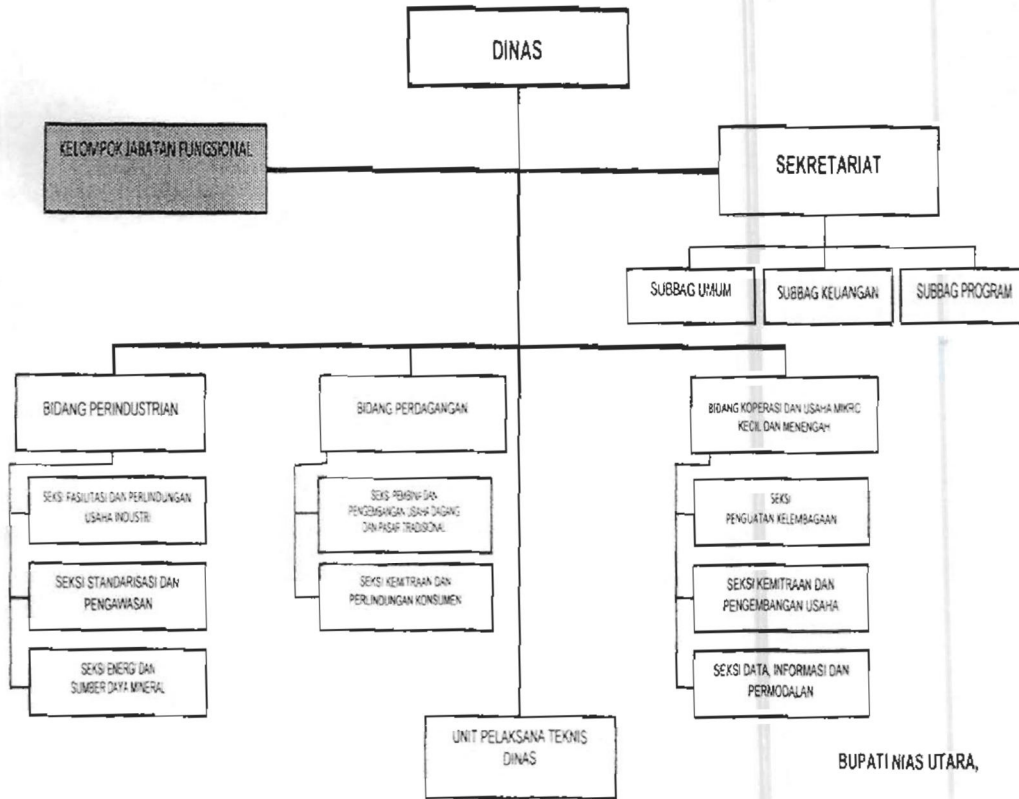 DINAS
KELOMPOK JABATAN FUNGSIONAL
SEKRETARIAT
SUBBAG UMUM
SUBBAG KEUANGAN
SUBBAG PROGRAM
BIDANG PERINDUSTRIAN
SEKSI FASILITASI DAN PERLINDUNGAN
USAHA INDUSTRI
SEKSI STANDARISASI DAN
PENGAWASAN
SEKSI ENERGI DAN
SUMBER DAYA MINERAL
BIDANG PERDAGANGAN
SEKSI PEMBINA DAN
PENGEMBANGAN USAHA DAGANG
DAN PASAR TRADISIONAL
SEKSI KEMITRAAN DAN
PERLINDUNGAN KONSUMEN
BIDANG KOPERASI DAN USAHA MIKRO
KECIL DAN MENENGAH
SEKSI
PENGUATAN KELEMBAGAAN
SEKSI KEMITRAAN DAN
PENGEMBANGAN USAHA
SEKSI DATA, INFORMASI DAN
PERMODALAN
UNIT PELAKSANA TEKNIS
DINAS
BUPATI NIAS UTARA,